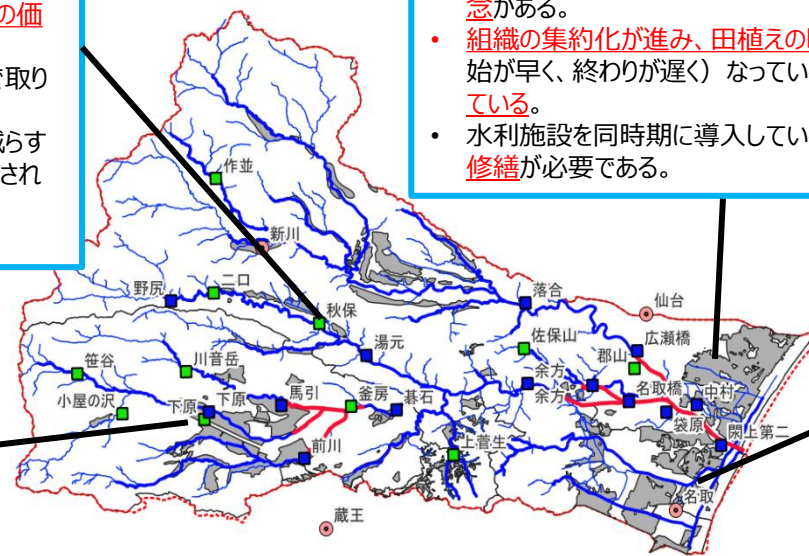 の価
で取り
減らす
され
念がある。
• 組織の集約化が進み、田植えの
始が早く、終わりが遅く）なってい
ている。
• 水利施設を同時期に導入してい
修繕が必要である。
作並
新川
野尻
二口
秋保
湯元
落合
仙台
佐保山
広瀬橋
郡山
笹谷
川音岳
小屋の沢
下原
下原
馬引
釜房
碁石
余方
余方
名取橋
中村
袋原
閖上第二
前川
上菅生
名取
蔵王